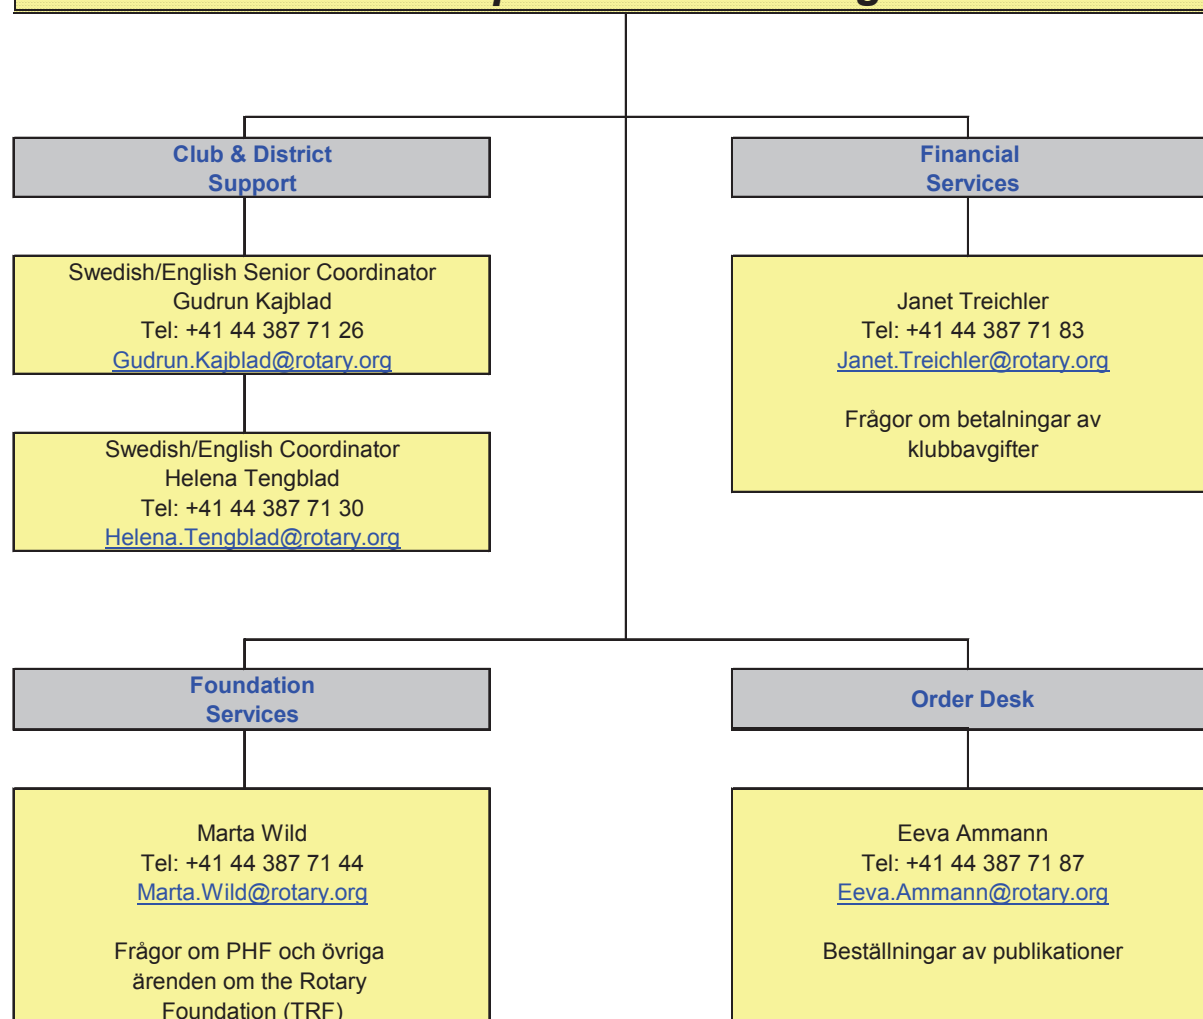 Club & District
Support
Financial
Services
Swedish/English Senior Coordinator
Gudrun Kajblad
Tel: +41 44 387 71 26
Gudrun.Kajblad@rotary.org
Janet Treichler
Tel: +41 44 387 71 83
Janet.Treichler@rotary.org
Frågor om betalningar av
klubbavgifter
Swedish/English Coordinator
Helena Tengblad
Tel: +41 44 387 71 30
Helena.Tengblad@rotary.org
Foundation
Services
Order Desk
Marta Wild
Tel: +41 44 387 71 44
Marta.Wild@rotary.org
Frågor om PHF och övriga
ärenden om the Rotary
Foundation (TRF)
Eeva Ammann
Tel: +41 44 387 71 87
Eeva.Ammann@rotary.org
Beställningar av publikationer